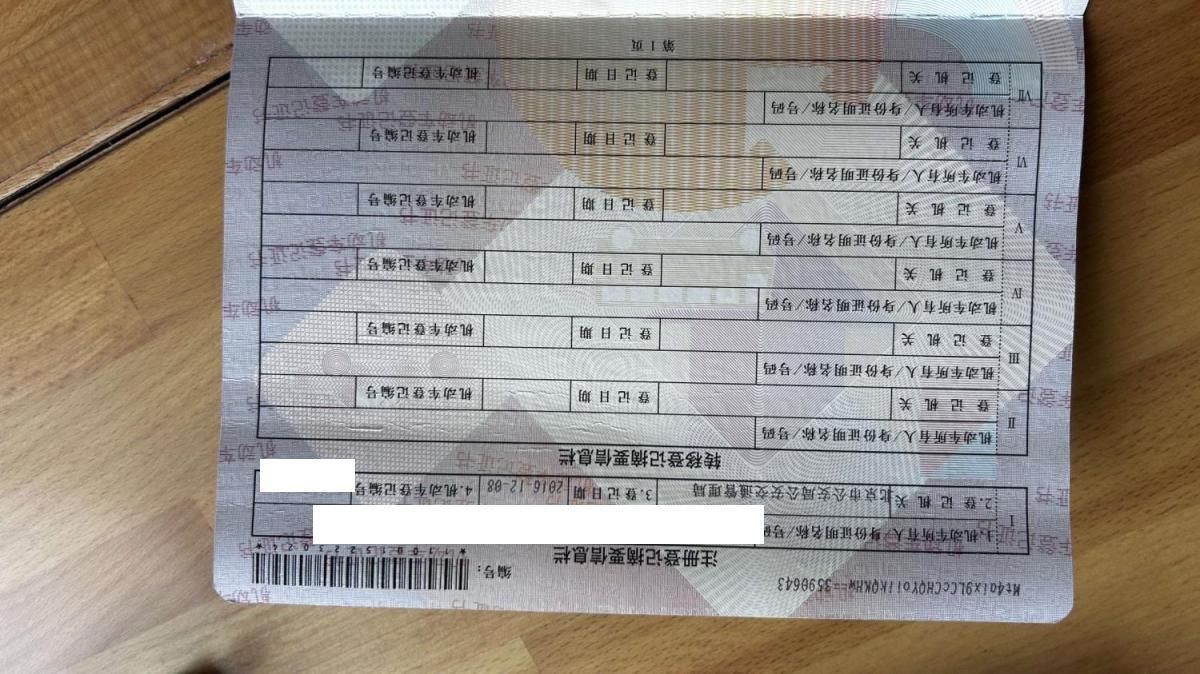 编号:
注册登记摘要信息栏
I 1.机动车所有人/身份证明名称/号码
2.登记机关 北京市公安局公安交通管理局 3.登记日期 2016-12-08 4.机动车登记编号
转移登记摘要信息栏
II 机动车所有人/身份证明名称/号码
登记机关 登记日期 机动车登记编号
III 机动车所有人/身份证明名称/号码
登记机关 登记日期 机动车登记编号
IV 机动车所有人/身份证明名称/号码
登记机关 登记日期 机动车登记编号
V 机动车所有人/身份证明名称/号码
登记机关 登记日期 机动车登记编号
VI 机动车所有人/身份证明名称/号码
登记机关 登记日期 机动车登记编号
VII 机动车所有人/身份证明名称/号码
登记机关 登记日期 机动车登记编号
第1页